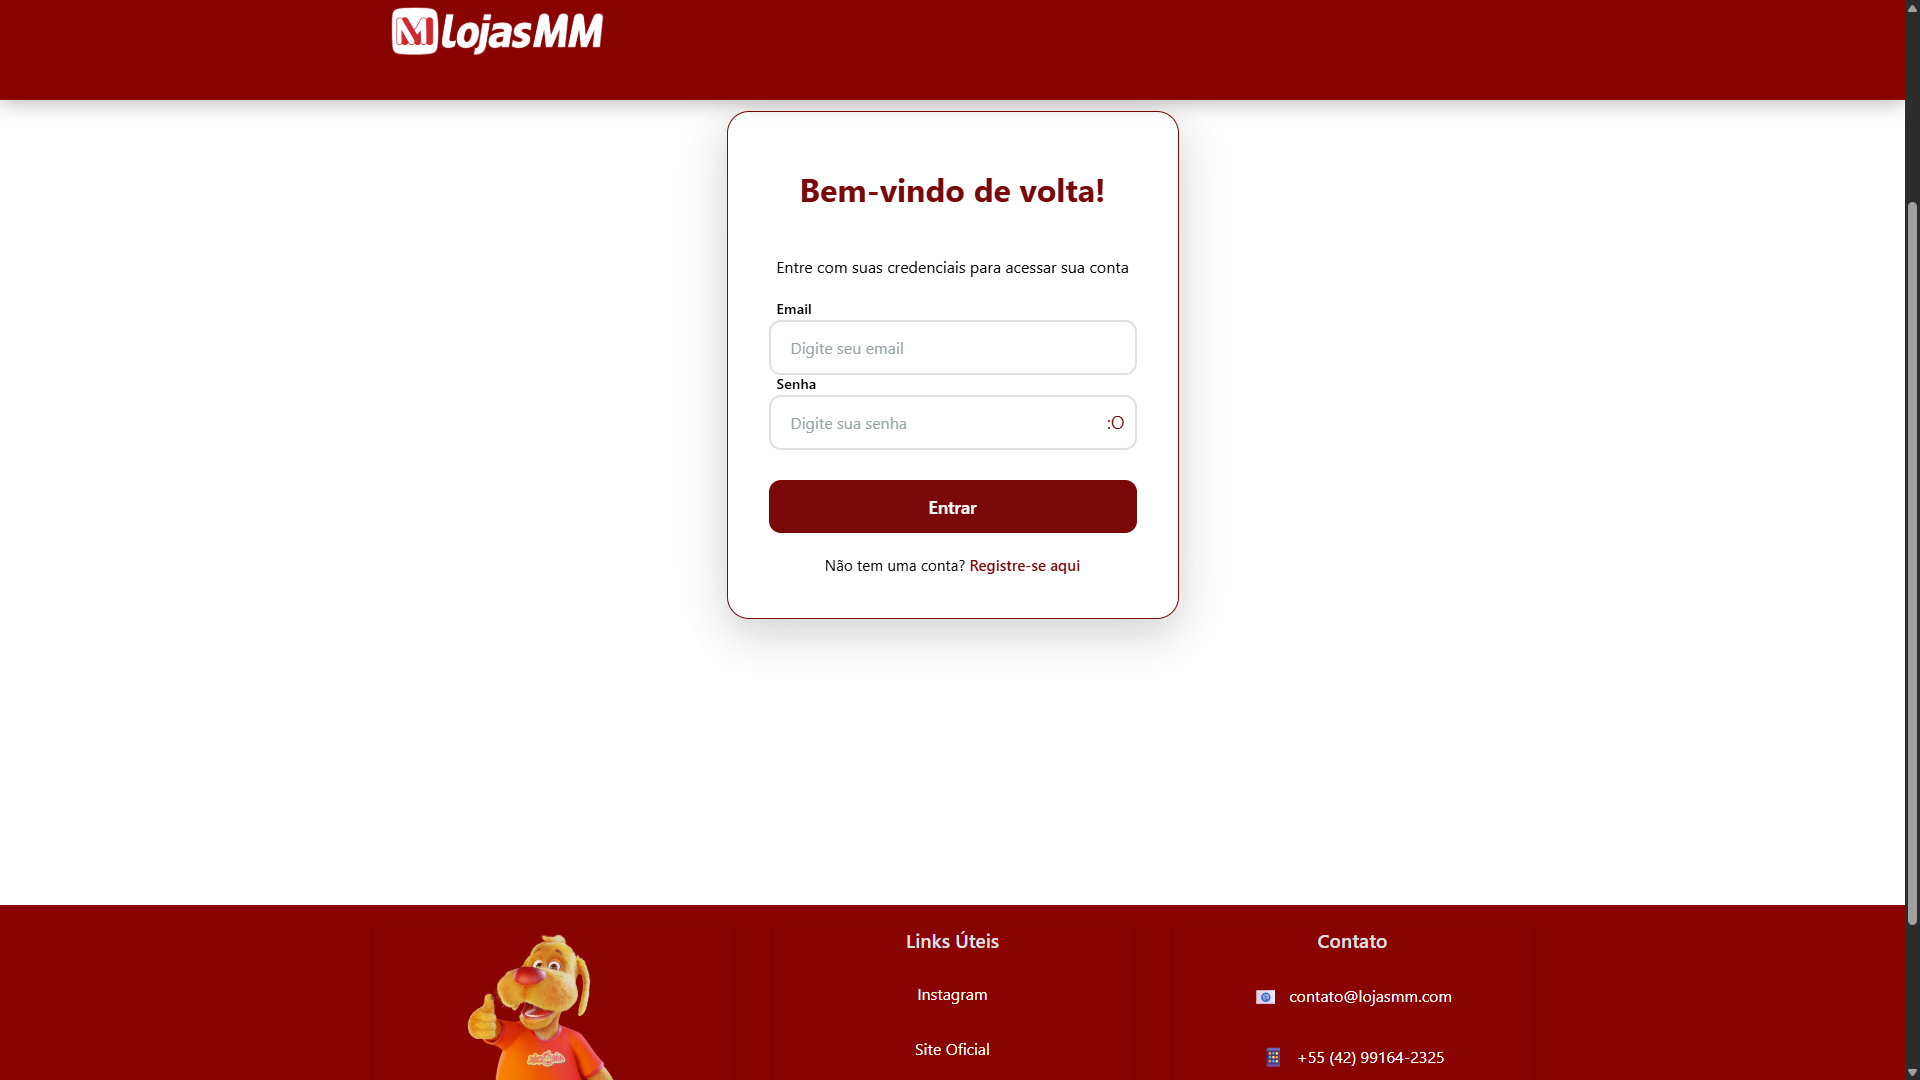 M LojasMM
Bem-vindo de volta!
Entre com suas credenciais para acessar sua conta
Email
Digite seu email
Senha
Digite sua senha
:O
Entrar
Não tem uma conta? Registre-se aqui
Links Úteis
Instagram
Site Oficial
Contato
contato@lojasmm.com
+55 (42) 99164-2325